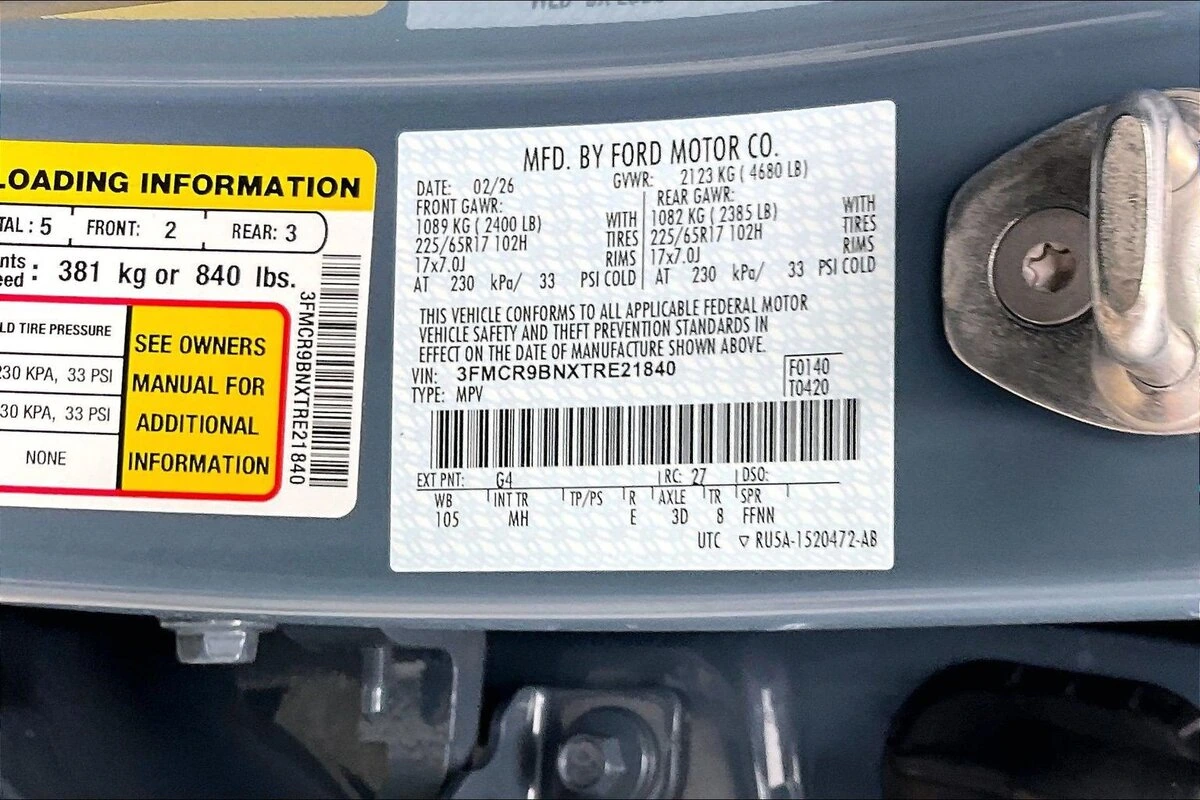 LOADING INFORMATION
TAL : 5 FRONT: 2 REAR: 3
nts
eed : 381 kg or 840 lbs.
LD TIRE PRESSURE
230 KPA, 33 PSI
30 KPA, 33 PSI
NONE
SEE OWNERS
MANUAL FOR
ADDITIONAL
INFORMATION
3FMCR9BNXTRE21840
MFD. BY FORD MOTOR CO.
DATE: 02/26 GVWR: 2123 KG ( 4680 LB)
FRONT GAWR: REAR GAWR:
1089 KG ( 2400 LB) WITH 1082 KG ( 2385 LB) WITH
225/65R17 102H TIRES 225/65R17 102H TIRES
17x7.0J RIMS 17x7.0J RIMS
AT 230 kPa/ 33 PSI COLD AT 230 kPa/ 33 PSI COLD
THIS VEHICLE CONFORMS TO ALL APPLICABLE FEDERAL MOTOR
VEHICLE SAFETY AND THEFT PREVENTION STANDARDS IN
EFFECT ON THE DATE OF MANUFACTURE SHOWN ABOVE.
VIN: 3FMCR9BNXTRE21840 F0140
TYPE: MPV T0420
EXT PNT: G4 RC: 27 DSO:
WB INT TR TP/PS R AXLE TR SPR
105 MH E 3D 8 FFNN
UTC ▽ RU5A-1520472-AB